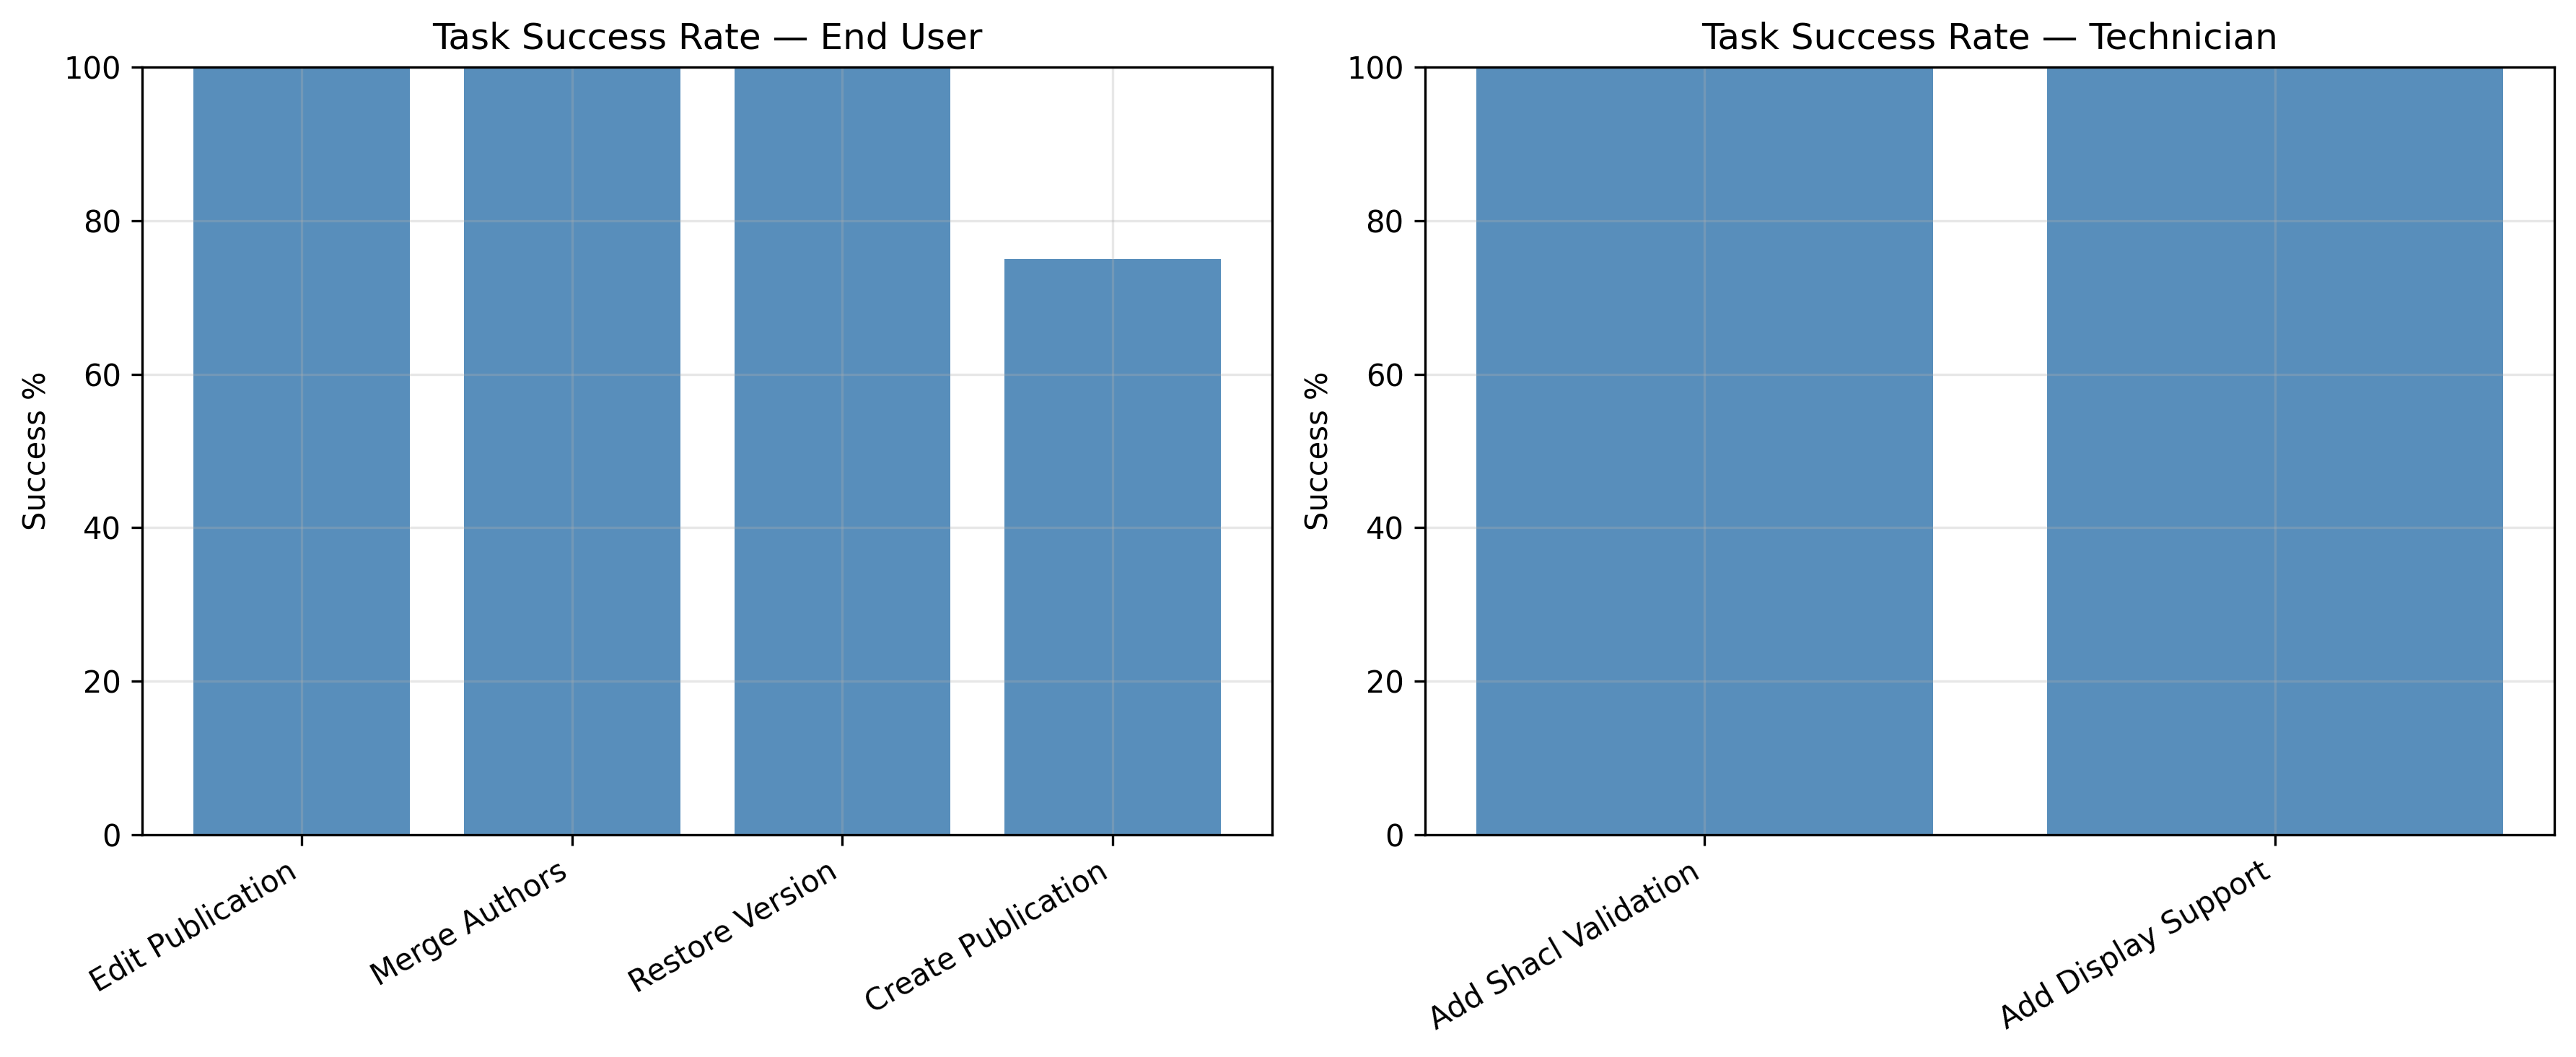 Task Success Rate — End User
Success %
100
80
60
40
20
0
Edit Publication
Merge Authors
Restore Version
Create Publication
Task Success Rate — Technician
Success %
100
80
60
40
20
0
Add Shacl Validation
Add Display Support